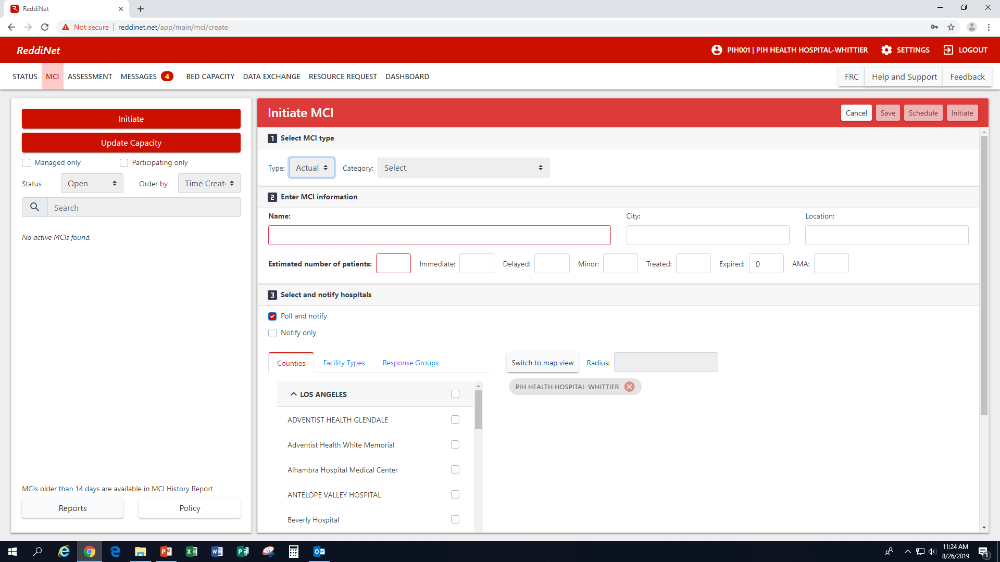 ReddiNet
Not secure | reddinet.net/app/main/mci/create
ReddiNet
PIH001 | PIH HEALTH HOSPITAL-WHITTIER
SETTINGS
LOGOUT
STATUS
MCI
ASSESSMENT
MESSAGES 4
BED CAPACITY
DATA EXCHANGE
RESOURCE REQUEST
DASHBOARD
FRC
Help and Support
Feedback
Initiate
Update Capacity
Managed only
Participating only
Status
Open
Order by
Time Creat
Search
No active MCIs found.
MCIs older than 14 days are available in MCI History Report
Reports
Policy
Initiate MCI
Cancel
Save
Schedule
Initiate
1 Select MCI type
Type: Actual
Category: Select
2 Enter MCI information
Name:
City:
Location:
Estimated number of patients:
Immediate:
Delayed:
Minor:
Treated:
Expired: 0
AMA:
3 Select and notify hospitals
Poll and notify
Notify only
Counties
Facility Types
Response Groups
Switch to map view
Radius:
PIH HEALTH HOSPITAL-WHITTIER
LOS ANGELES
ADVENTIST HEALTH GLENDALE
Adventist Health White Memorial
Alhambra Hospital Medical Center
ANTELOPE VALLEY HOSPITAL
Beverly Hospital
11:24 AM
8/26/2019
1